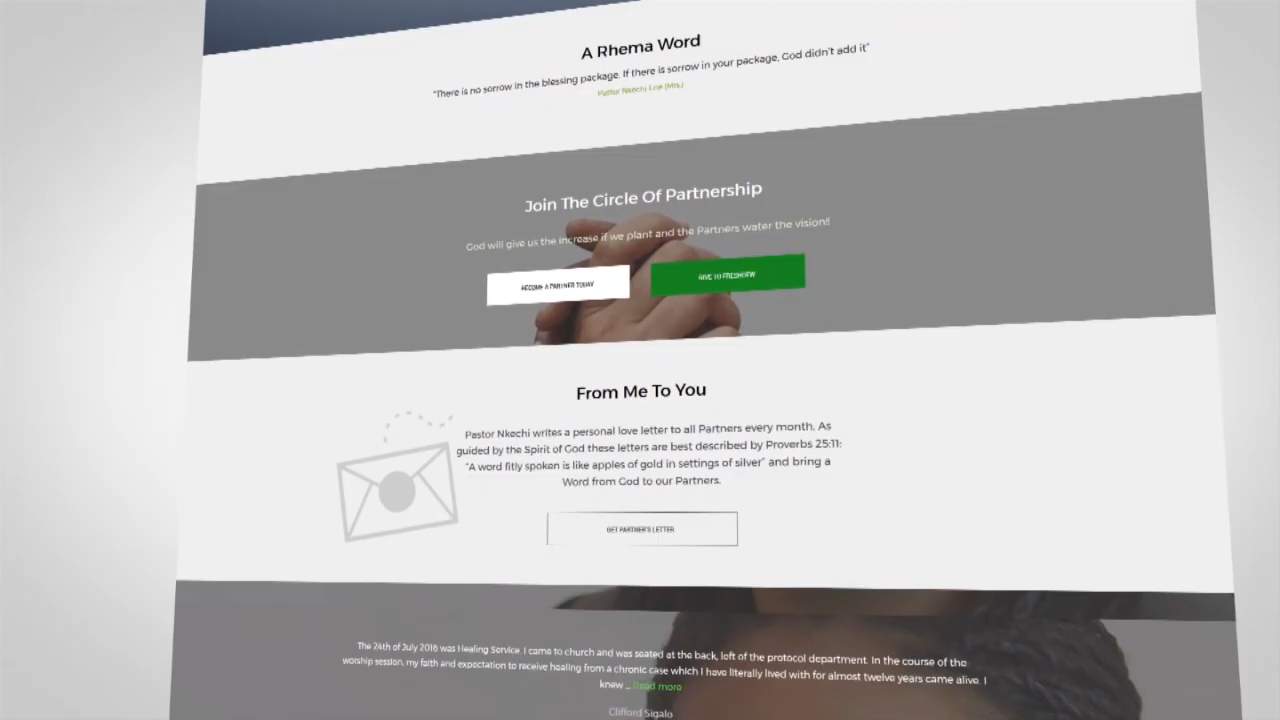 A Rhema Word
"There is no sorrow in the blessing package. If there is sorrow in your package, God didn't add it"
Pastor Nkechi Ene (Mrs.)
Join The Circle Of Partnership
God will give us the increase if we plant and the Partners water the vision!!
BECOME A PARTNER TODAY
GIVE TO FRESHDEW
From Me To You
Pastor Nkechi writes a personal love letter to all Partners every month. As
guided by the Spirit of God these letters are best described by Proverbs 25:11:
"A word fitly spoken is like apples of gold in settings of silver" and bring a
Word from God to our Partners.
GET PARTNER'S LETTER
The 24th of July 2016 was Healing Service. I came to church and was seated at the back, left of the protocol department. In the course of the
worship session, my faith and expectation to receive healing from a chronic case which I have literally lived with for almost twelve years came alive. I
knew ... Read more
Clifford Sigalo